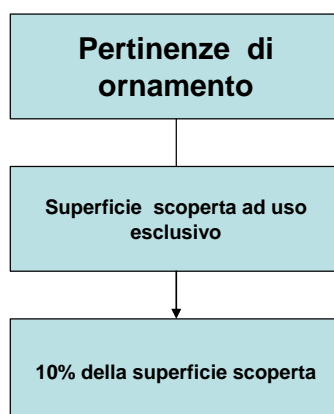 Pertinenze di
ornamento
Superficie scoperta ad uso
esclusivo
10% della superficie scoperta